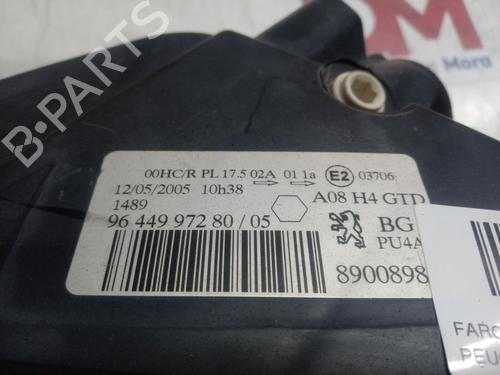 B-PARTS
Mora
00HC/R PL 17.5 02A 01 1a E2 03706
12/05/2005 10h38
A08 H4 GTD
1489
96 449 972 80 / 05
BG
PU4A
8900898
FARO
PEU